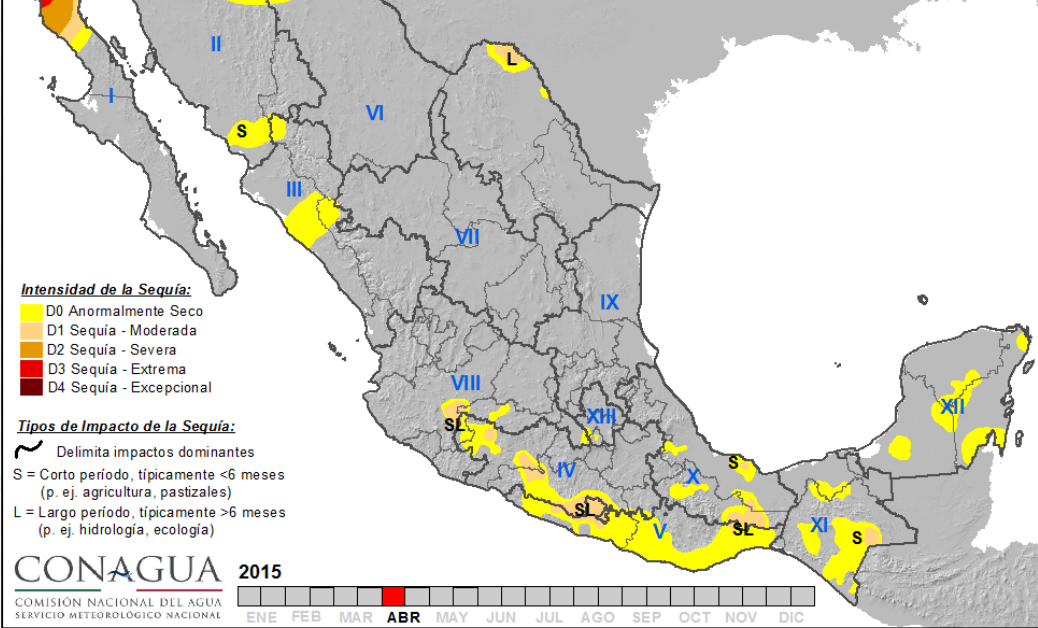 II
L
I
VI
S
III
VII
IX
Intensidad de la Sequía:
D0 Anormalmente Seco
D1 Sequía - Moderada
D2 Sequía - Severa
D3 Sequía - Extrema
D4 Sequía - Excepcional
VIII
SL
XIII
XII
Tipos de Impacto de la Sequía:
Delimita impactos dominantes
S = Corto período, típicamente <6 meses
(p. ej. agricultura, pastizales)
L = Largo período, típicamente >6 meses
(p. ej. hidrología, ecología)
IV
S
X
SL
V
SL
XI
S
CONAGUA
COMISIÓN NACIONAL DEL AGUA
SERVICIO METEOROLÓGICO NACIONAL
2015
ENE FEB MAR ABR MAY JUN JUL AGO SEP OCT NOV DIC